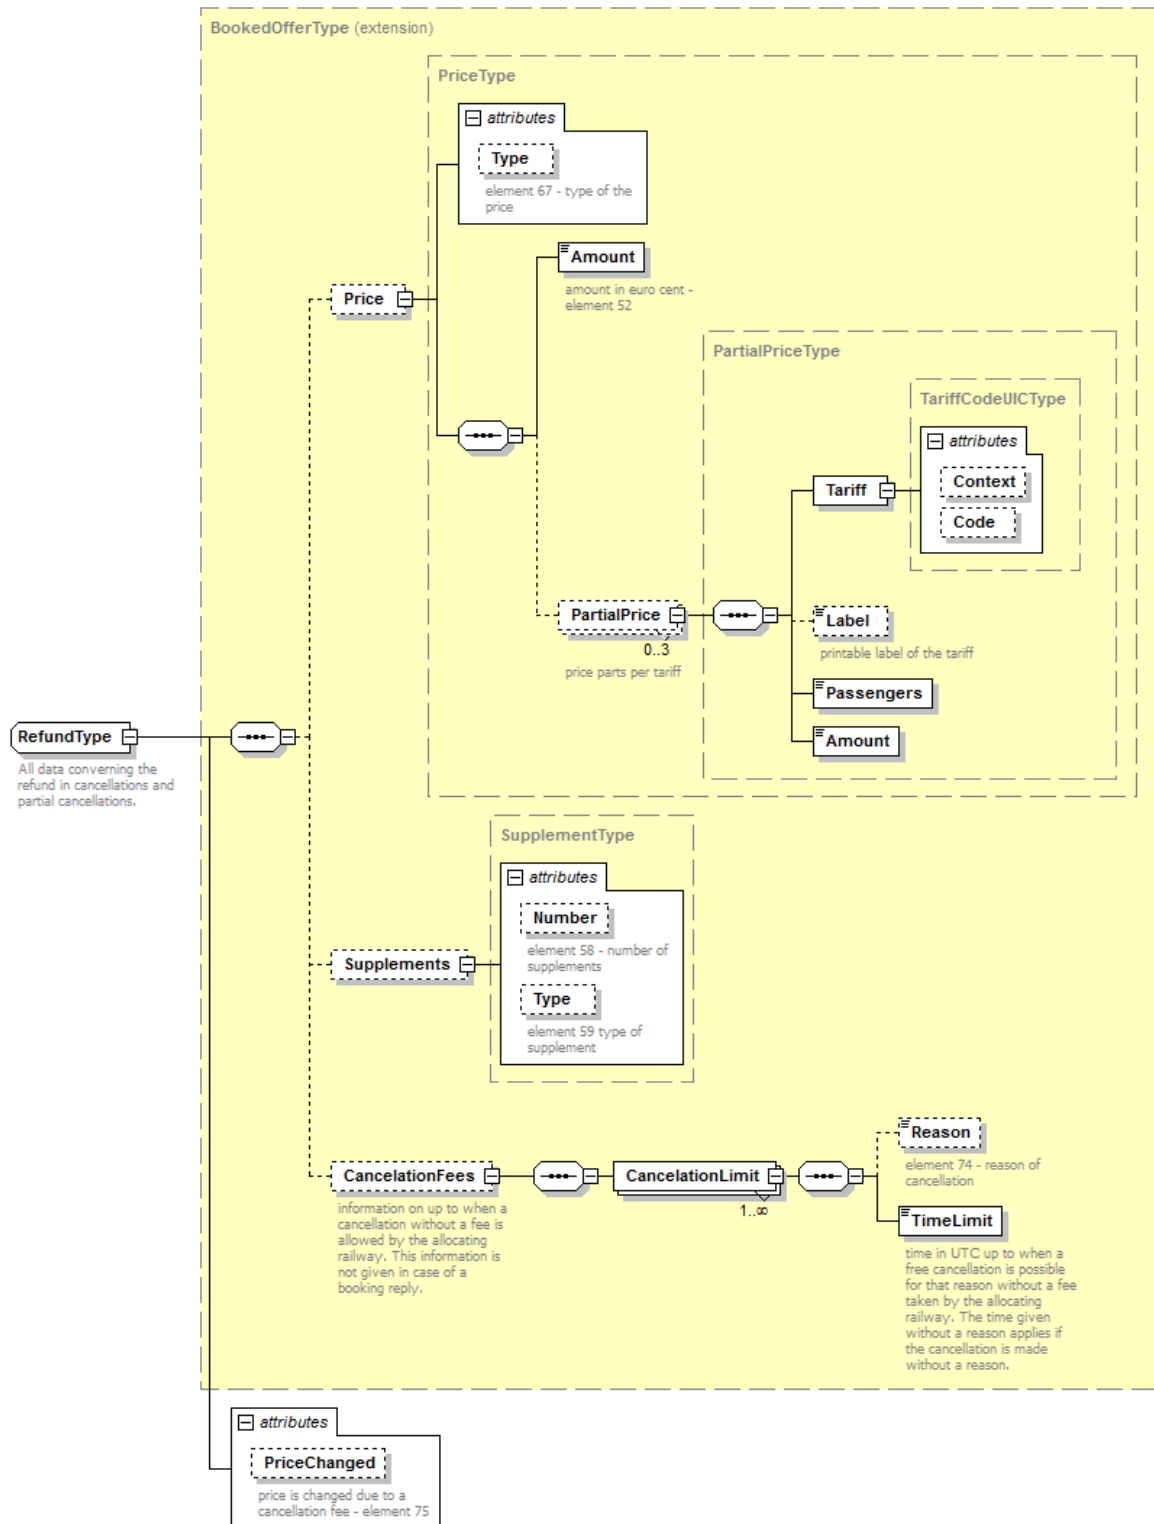 BookedOfferType (extension)
PriceType
attributes
Type
element 67 - type of the
price
Amount
amount in euro cent -
element 52
Price
PartialPriceType
TariffCodeUICType
attributes
Context
Code
Tariff
PartialPrice
0..3
price parts per tariff
Label
printable label of the tariff
Passengers
Amount
RefundType
All data converning the
refund in cancellations and
partial cancellations.
SupplementType
attributes
Number
element 58 - number of
supplements
Type
element 59 type of
supplement
Supplements
CancelationFees
information on up to when a
cancellation without a fee is
allowed by the allocating
railway. This information is
not given in case of a
booking reply.
CancelationLimit
1..∞
Reason
element 74 - reason of
cancellation
TimeLimit
time in UTC up to when a
free cancellation is possible
for that reason without a fee
taken by the allocating
railway. The time given
without a reason applies if
the cancellation is made
without a reason.
attributes
PriceChanged
price is changed due to a
cancellation fee - element 75